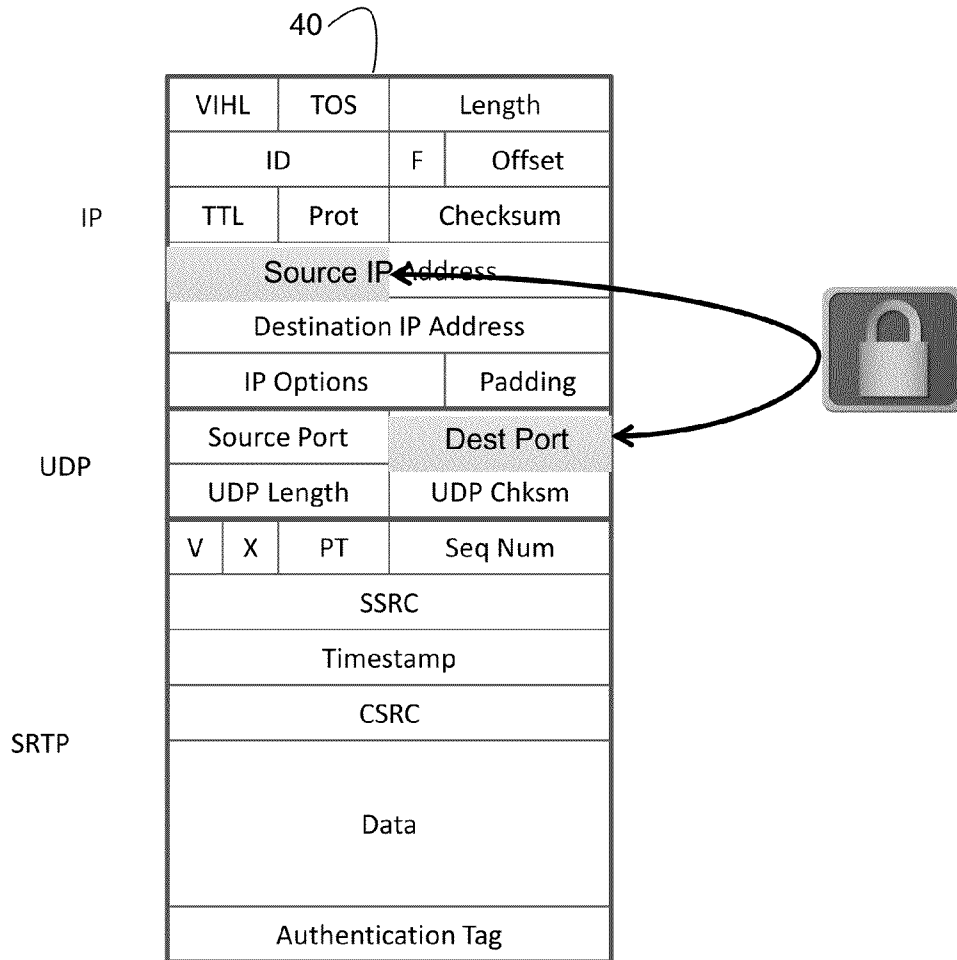 40
VIHL TOS Length
ID F Offset
IP
TTL Prot Checksum
Source IP Address
Destination IP Address
IP Options Padding
Source Port Dest Port
UDP
UDP Length UDP Chksm
V X PT Seq Num
SSRC
Timestamp
CSRC
SRTP
Data
Authentication Tag